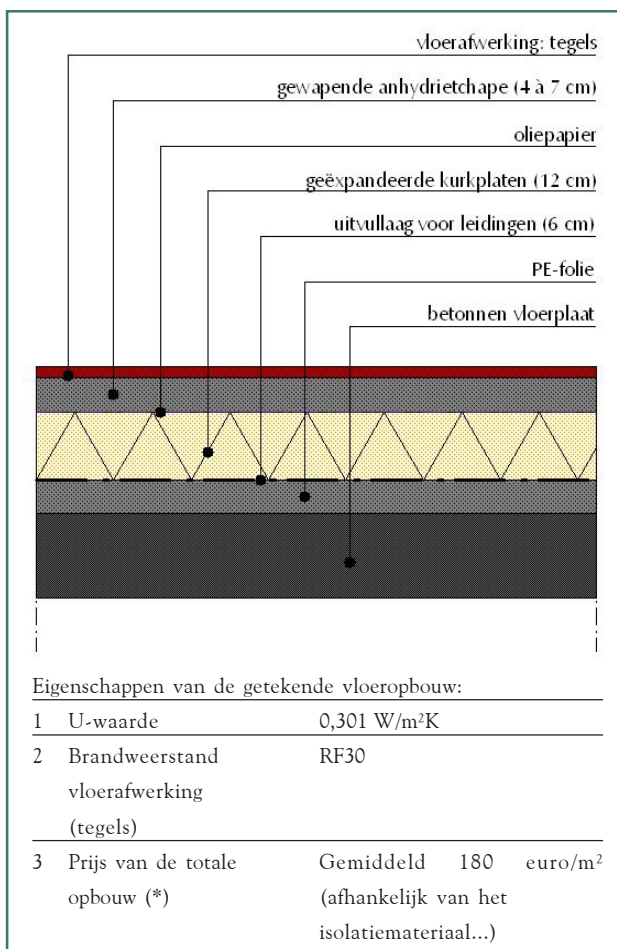 vloerafwerking: tegels
gewapende anhydrietchape (4 à 7 cm)
oliepapier
geëxpandeerde kurkplaten (12 cm)
uitvullaag voor leidingen (6 cm)
PE-folie
betonnen vloerplaat
Eigenschappen van de getekende vloeropbouw:
1 U-waarde 0,301 W/m²K
2 Brandweerstand RF30
vloerafwerking
(tegels)
3 Prijs van de totale Gemiddeld 180 euro/m²
opbouw (*) (afhankelijk van het
isolatiemateriaal...)